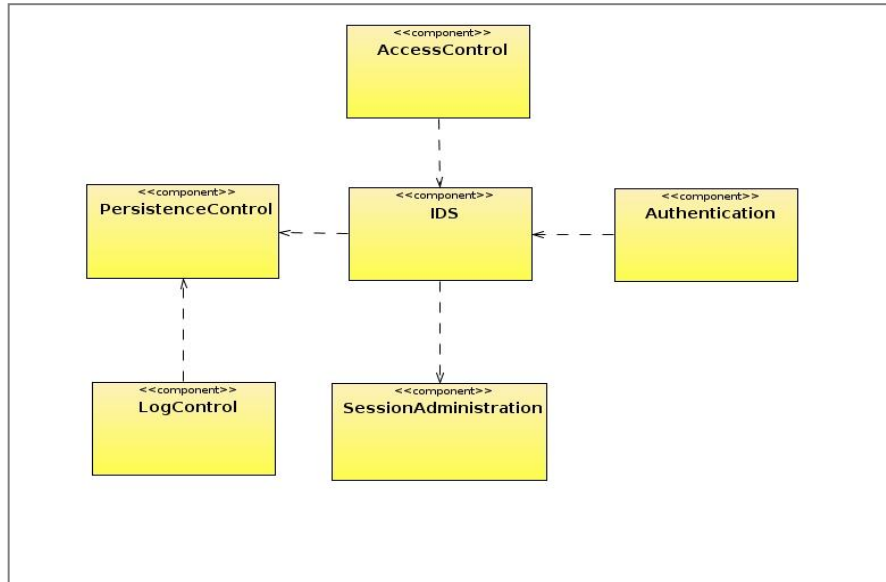 <<component>>
AccessControl
<<component>>
PersistenceControl
<<component>>
IDS
<<component>>
Authentication
<<component>>
LogControl
<<component>>
SessionAdministration